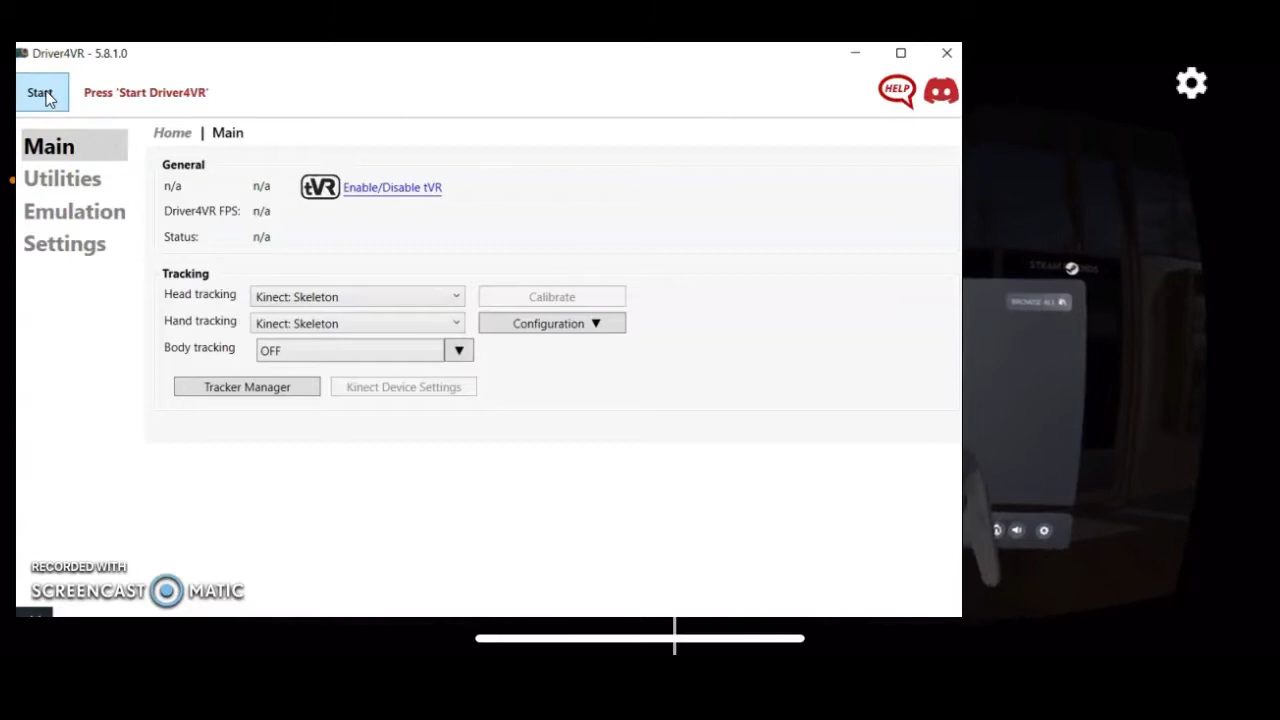 Driver4VR - 5.8.1.0
Start
Press 'Start Driver4VR'
HELP
Main
Utilities
Emulation
Settings
Home | Main
General
n/a n/a
tVR Enable/Disable tVR
Driver4VR FPS: n/a
Status: n/a
Tracking
Head tracking Kinect: Skeleton Calibrate
Hand tracking Kinect: Skeleton Configuration ▼
Body tracking OFF ▼
Tracker Manager Kinect Device Settings
BROWSE ALL
RECORDED WITH
SCREENCAST MATIC